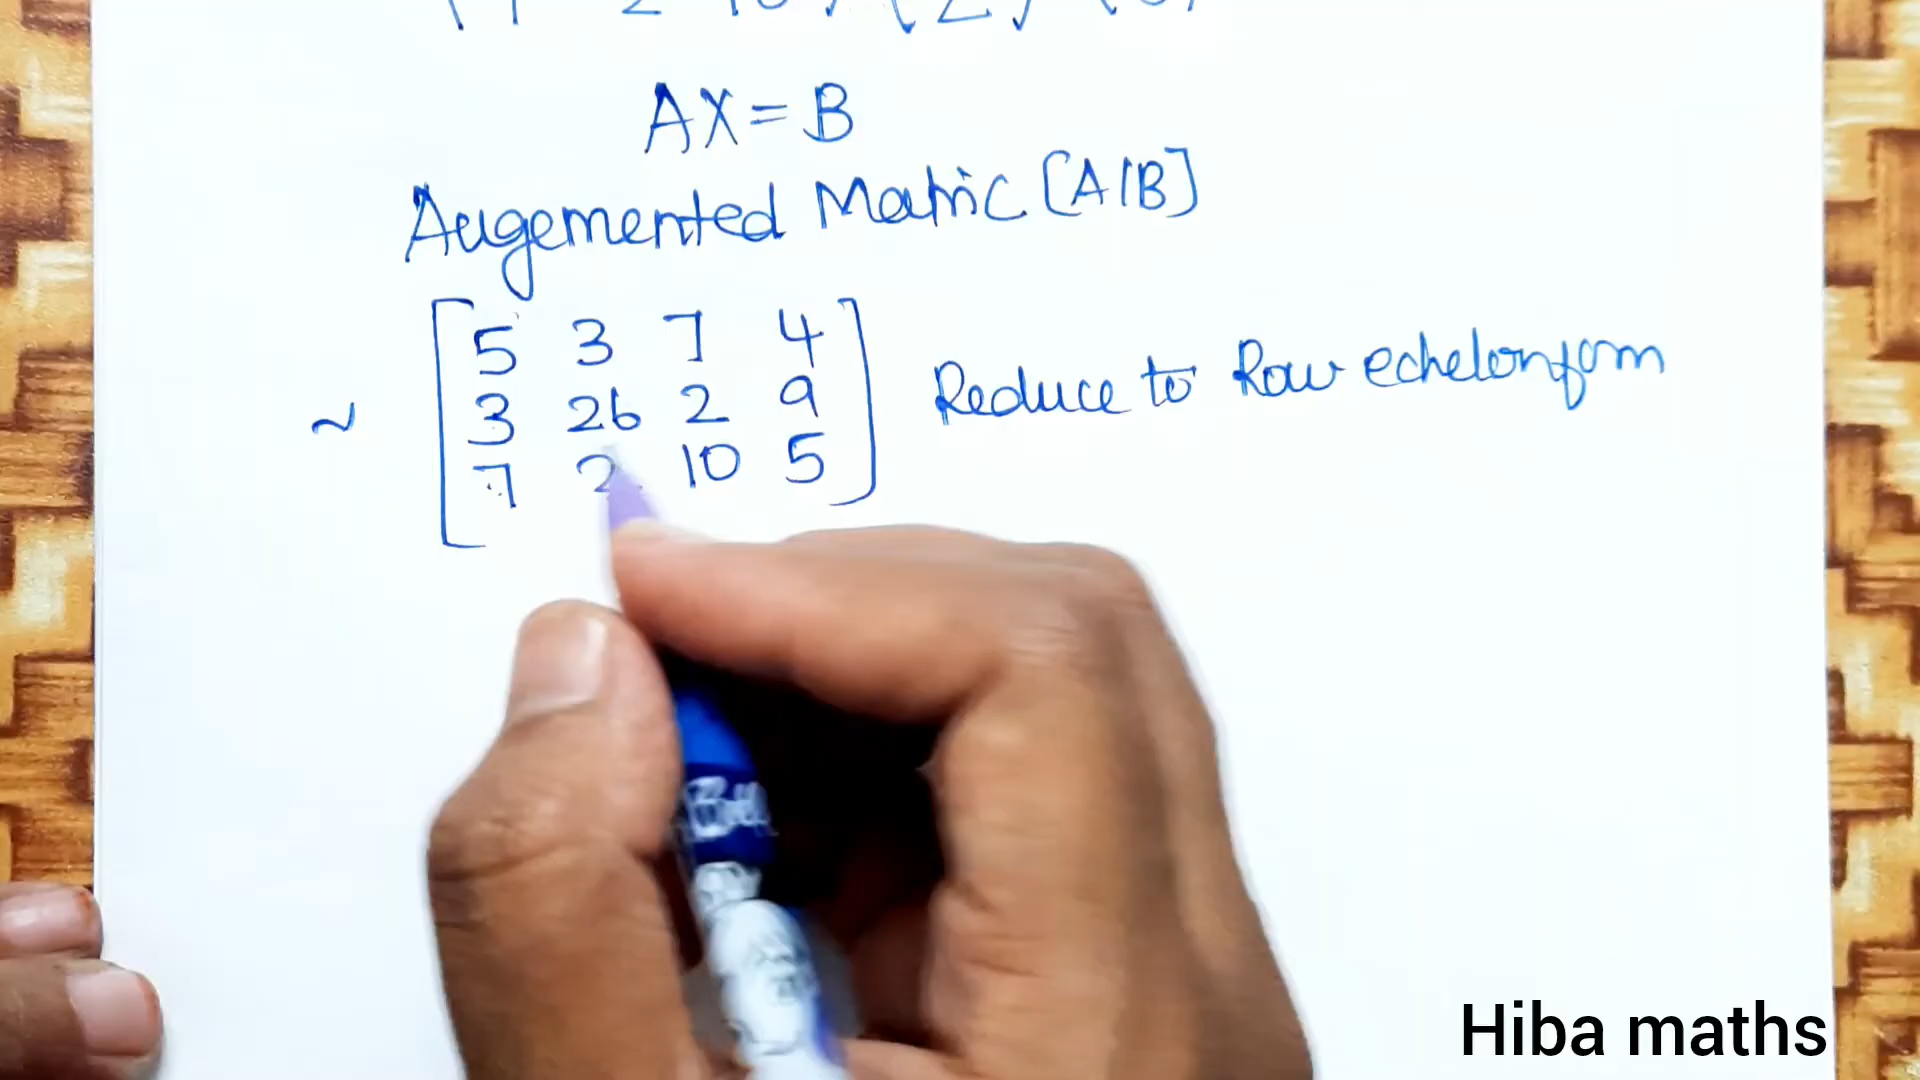 AX = B
Augemented Matric [A|B]
5 3 7 4
~ 3 26 2 9 Reduce to Row echelonform
7 2 10 5
Hiba maths